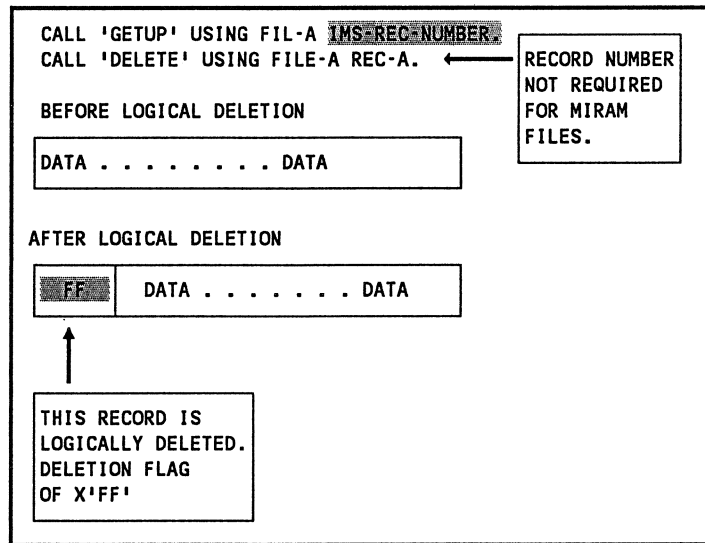 CALL 'GETUP' USING FIL-A IMS-REC-NUMBER.
CALL 'DELETE' USING FILE-A REC-A.
RECORD NUMBER
NOT REQUIRED
FOR MIRAM
FILES.
BEFORE LOGICAL DELETION
DATA . . . . . . . . DATA
AFTER LOGICAL DELETION
FF DATA . . . . . . . DATA
THIS RECORD IS
LOGICALLY DELETED.
DELETION FLAG
OF X'FF'